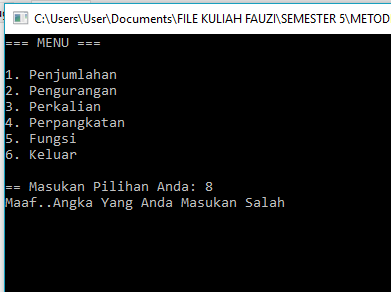 C:\Users\User\Documents\FILE KULIAH FAUZI\SEMESTER 5\METOD
=== MENU ===
1. Penjumlahan
2. Pengurangan
3. Perkalian
4. Perpangkatan
5. Fungsi
6. Keluar
== Masukan Pilihan Anda: 8
Maaf..Angka Yang Anda Masukan Salah